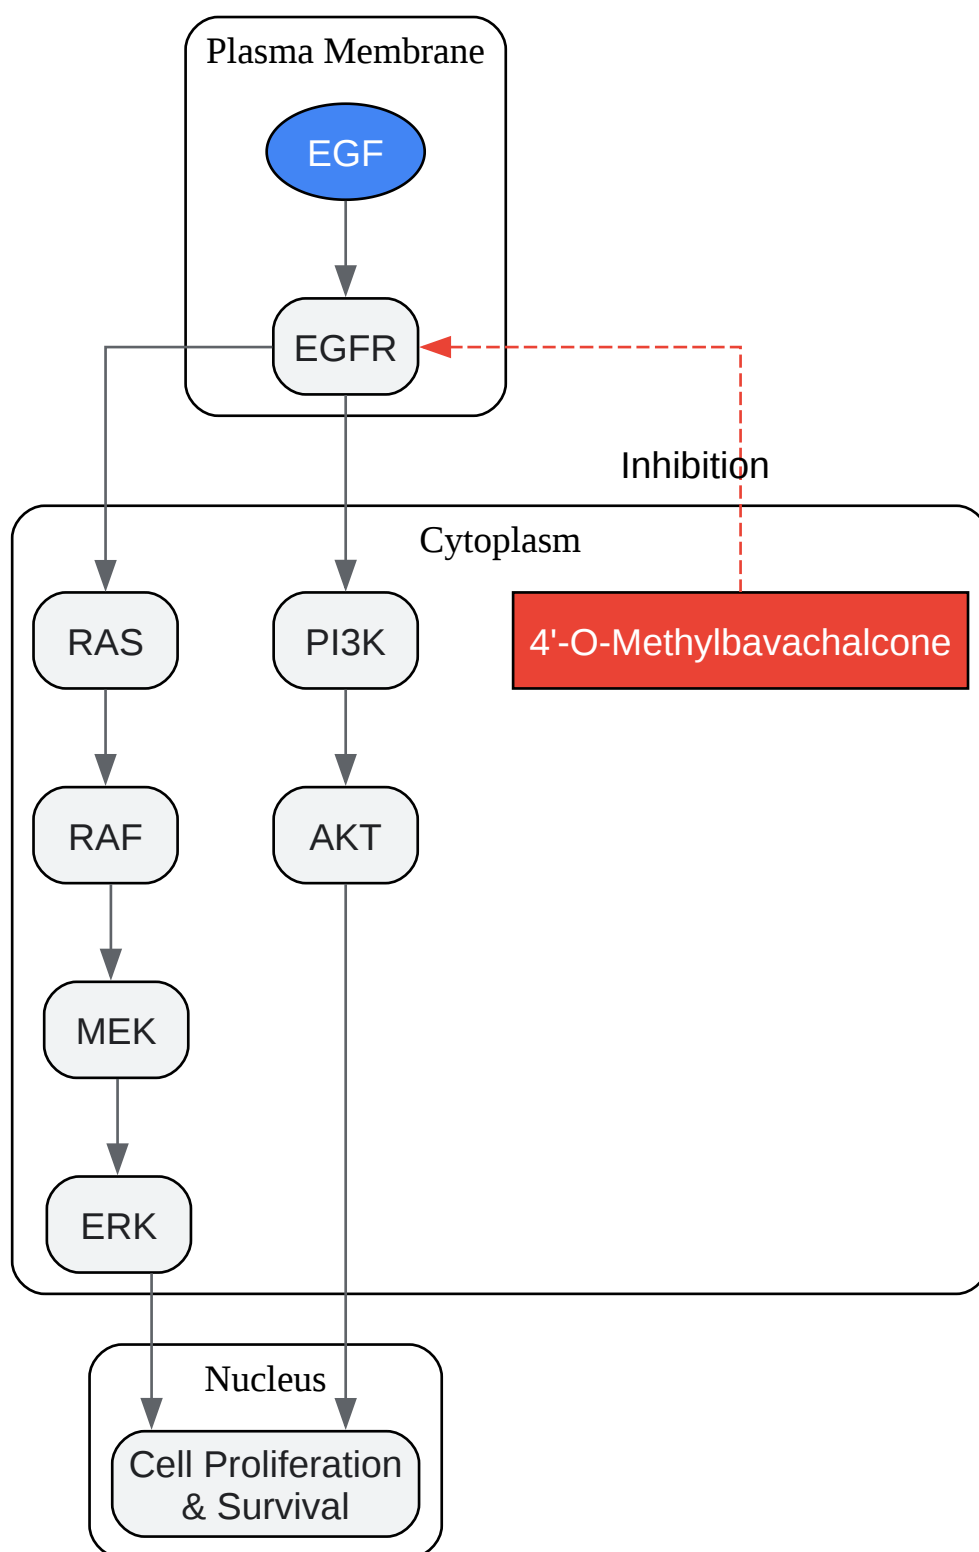 Plasma Membrane
EGF
EGFR
Inhibition
Cytoplasm
RAS
PI3K
4'-O-Methylbavachalcone
RAF
AKT
MEK
ERK
Nucleus
Cell Proliferation
& Survival